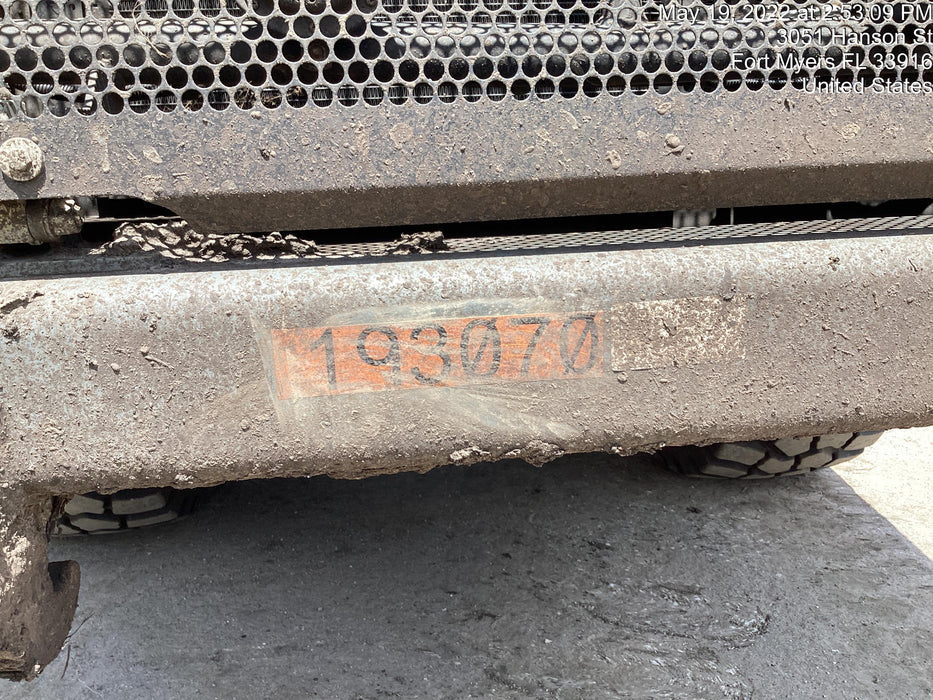 May 19, 2022 at 2:53:09 PM
3051 Hanson St
Fort Myers FL 33916
United States
193070